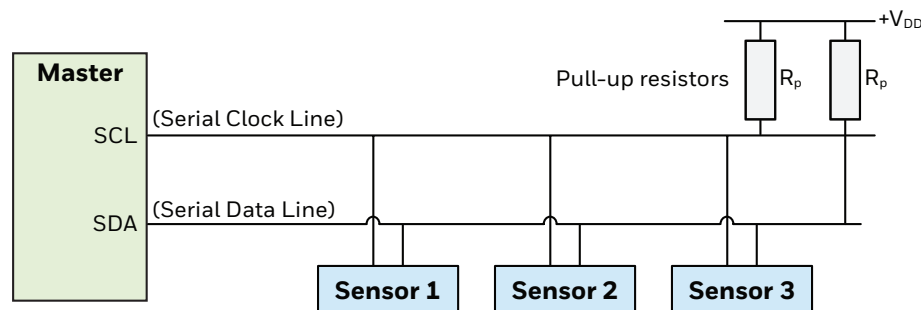 +V_DD
Master
Pull-up resistors
R_p
R_p
(Serial Clock Line)
SCL
(Serial Data Line)
SDA
Sensor 1
Sensor 2
Sensor 3